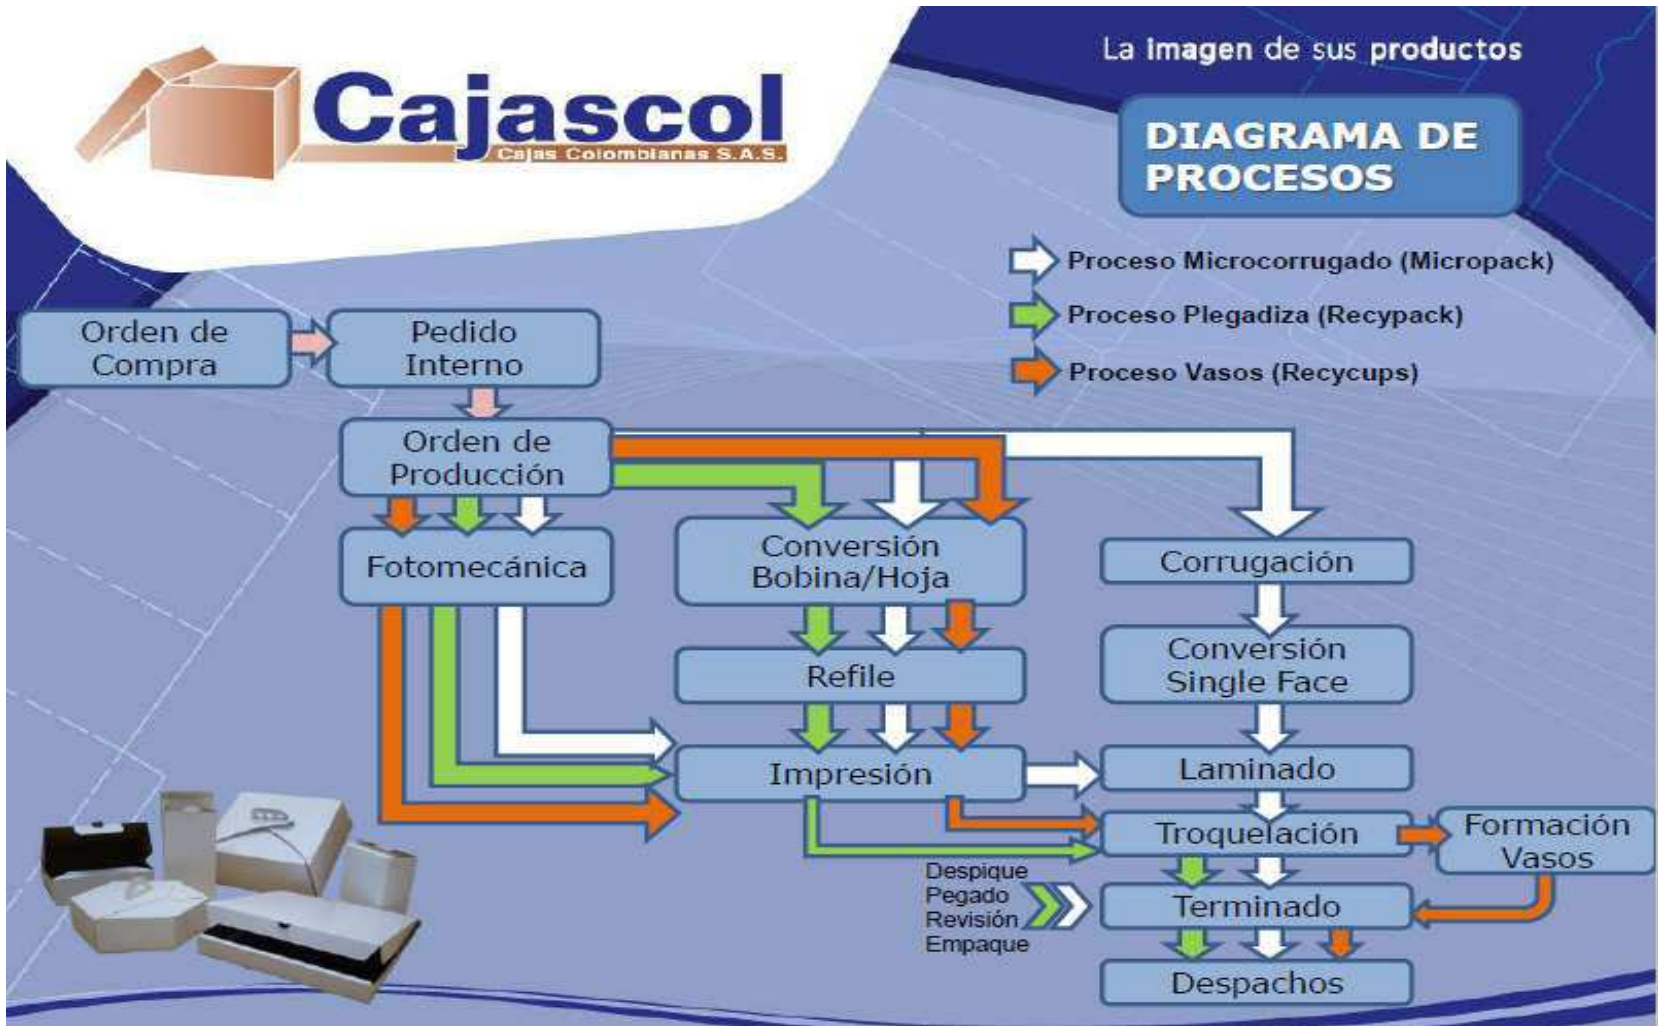 La imagen de sus productos
Cajascol
Cajas Colombianas S.A.S.
DIAGRAMA DE
PROCESOS
Proceso Microcorrugado (Micropack)
Proceso Plegadiza (Recypack)
Proceso Vasos (Recycups)
Orden de
Compra
Pedido
Interno
Orden de
Producción
Fotomecánica
Conversión
Bobina/Hoja
Corrugación
Refile
Conversión
Single Face
Impresión
Laminado
Troquelación
Formación
Vasos
Despique
Pegado
Revisión
Empaque
Terminado
Despachos